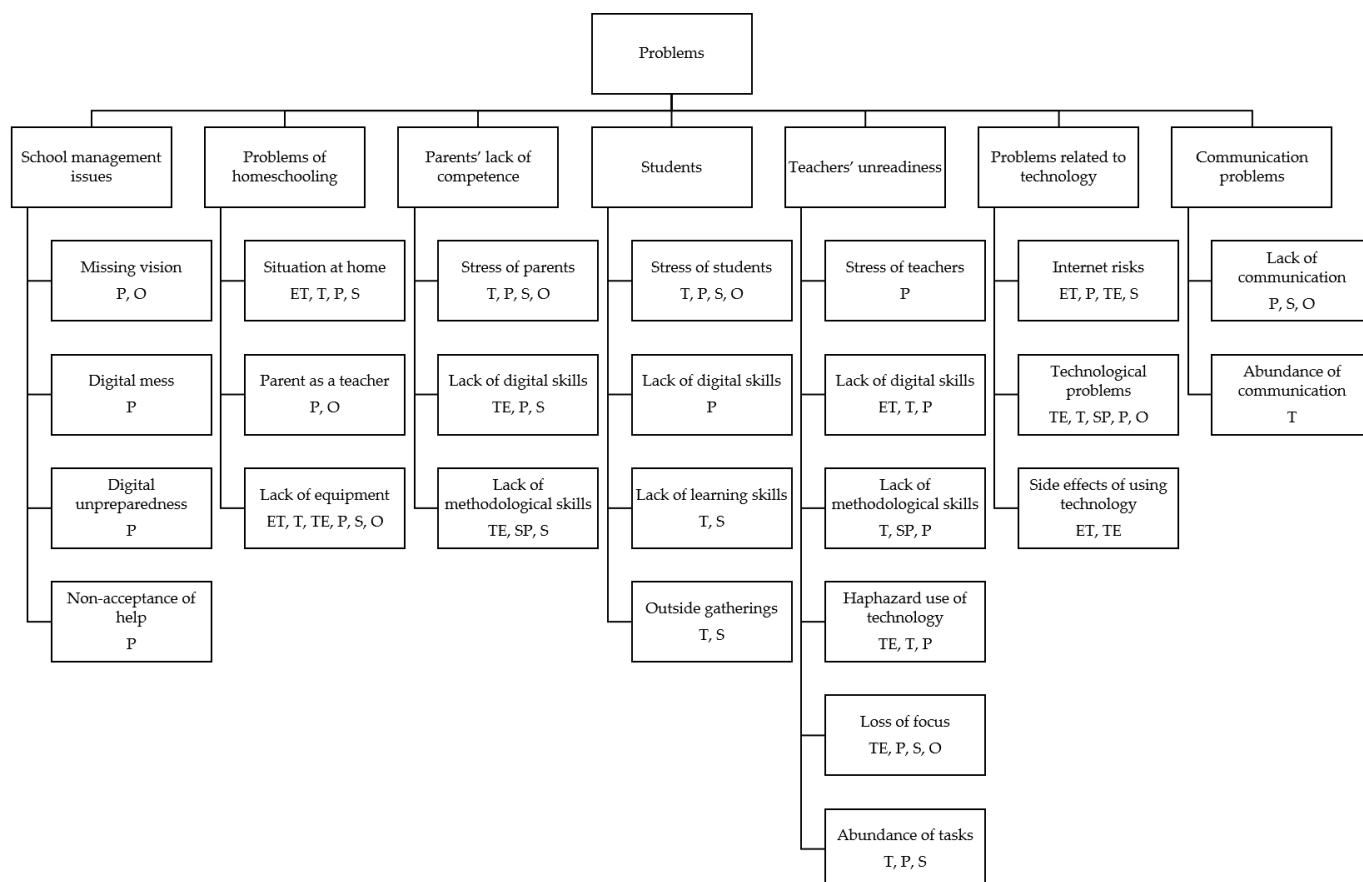 Problems
School management
issues
Missing vision
P, O
Digital mess
P
Digital
unpreparedness
P
Non-acceptance of
help
P
Problems of
homeschooling
Situation at home
ET, T, P, S
Parent as a teacher
P, O
Lack of equipment
ET, T, TE, P, S, O
Parents’ lack of
competence
Stress of parents
T, P, S, O
Lack of digital skills
TE, P, S
Lack of
methodological skills
TE, SP, S
Students
Stress of students
T, P, S, O
Lack of digital skills
P
Lack of learning skills
T, S
Outside gatherings
T, S
Teachers’ unreadiness
Stress of teachers
P
Lack of digital skills
ET, T, P
Lack of
methodological skills
T, SP, P
Haphazard use of
technology
TE, T, P
Loss of focus
TE, P, S, O
Abundance of tasks
T, P, S
Problems related to
technology
Internet risks
ET, P, TE, S
Technological
problems
TE, T, SP, P, O
Side effects of using
technology
ET, TE
Communication
problems
Lack of
communication
P, S, O
Abundance of
communication
T